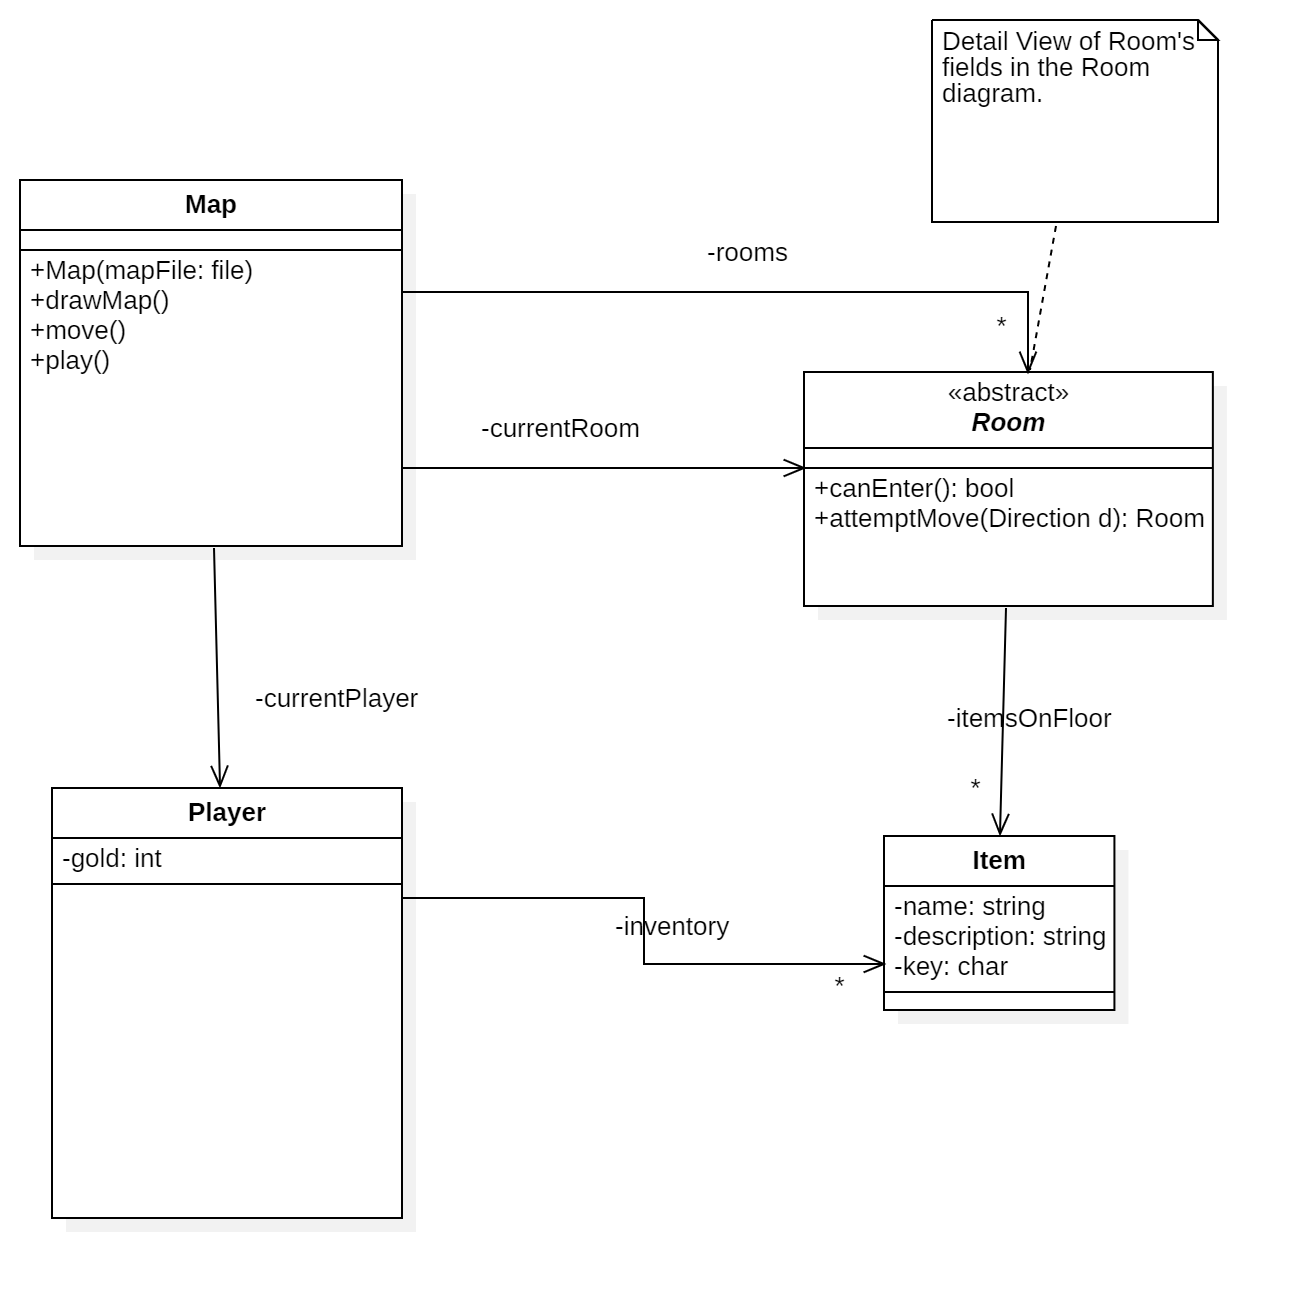 Detail View of Room's
fields in the Room
diagram.
Map
+Map(mapFile: file)
+drawMap()
+move()
+play()
-rooms
*
-currentRoom
«abstract»
Room
+canEnter(): bool
+attemptMove(Direction d): Room
-currentPlayer
-itemsOnFloor
*
Player
-gold: int
-inventory
*
Item
-name: string
-description: string
-key: char